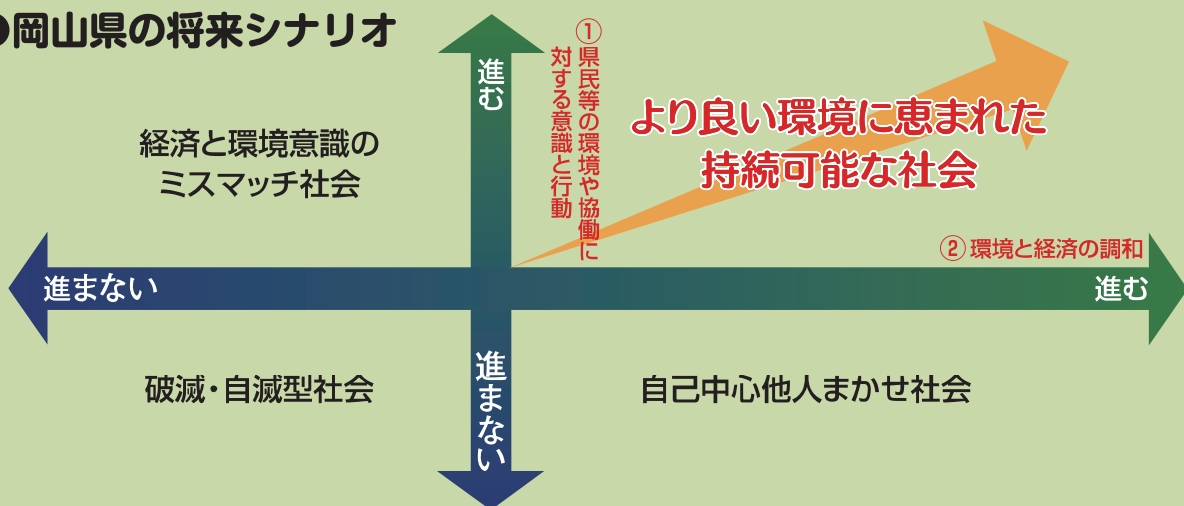 ●岡山県の将来シナリオ
進む
①県民等の環境や協働に
対する意識と行動
経済と環境意識の
ミスマッチ社会
より良い環境に恵まれた
持続可能な社会
②環境と経済の調和
進まない
進む
破滅・自滅型社会
進まない
自己中心他人まかせ社会